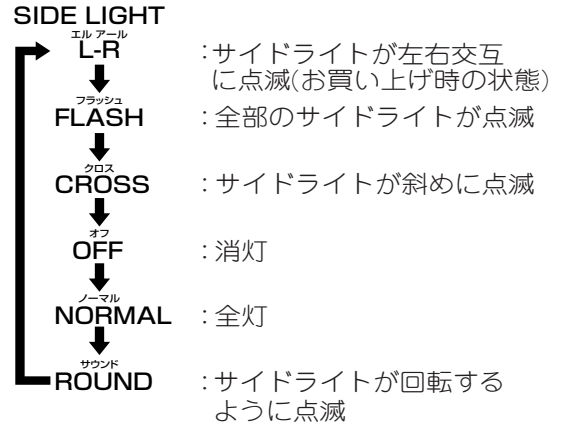 SIDE LIGHT
エル アール
L-R :サイドライトが左右交互
に点滅(お買い上げ時の状態)
フラッシュ
FLASH :全部のサイドライトが点滅
クロス
CROSS :サイドライトが斜めに点滅
オフ
OFF :消灯
ノーマル
NORMAL :全灯
サウンド
ROUND :サイドライトが回転する
ように点滅